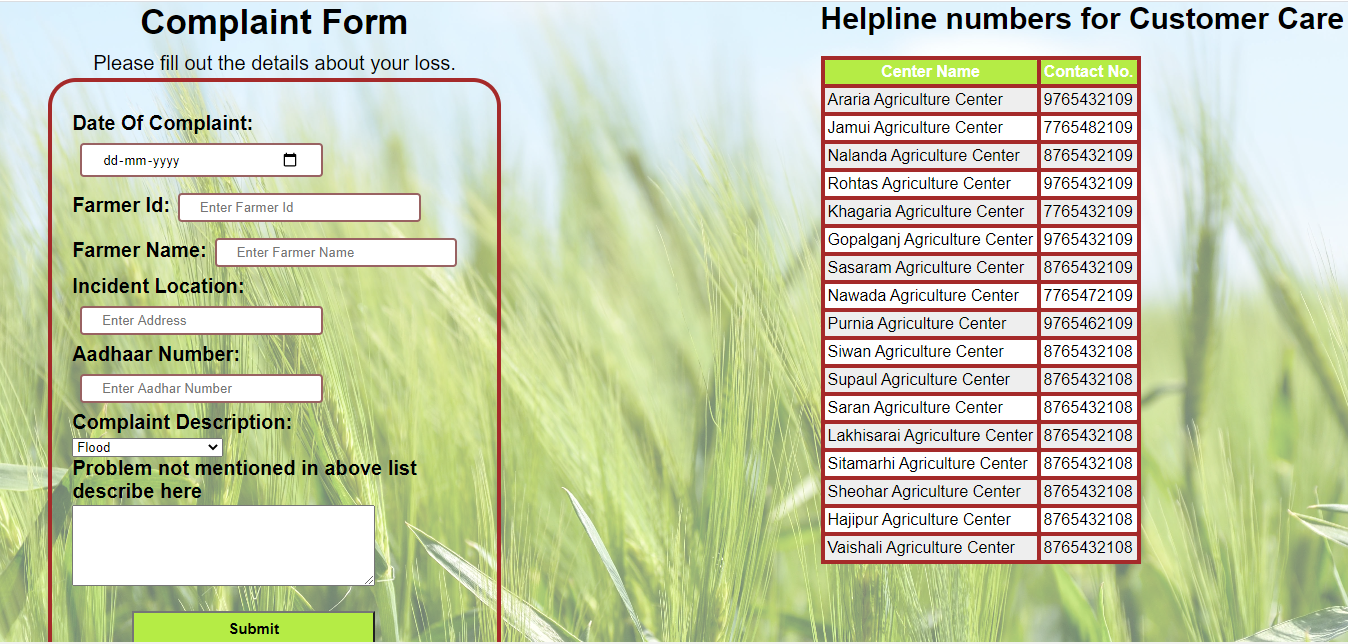 Complaint Form
Please fill out the details about your loss.
Date Of Complaint:
dd-mm-yyyy
Farmer Id: Enter Farmer Id
Farmer Name: Enter Farmer Name
Incident Location:
Enter Address
Aadhaar Number:
Enter Aadhar Number
Complaint Description:
Flood
Problem not mentioned in above list
describe here
Submit
Helpline numbers for Customer Care
Center Name Contact No.
Araria Agriculture Center 9765432109
Jamui Agriculture Center 7765482109
Nalanda Agriculture Center 8765432109
Rohtas Agriculture Center 9765432109
Khagaria Agriculture Center 7765432109
Gopalganj Agriculture Center 9765432109
Sasaram Agriculture Center 8765432109
Nawada Agriculture Center 7765472109
Purnia Agriculture Center 9765462109
Siwan Agriculture Center 8765432108
Supaul Agriculture Center 8765432108
Saran Agriculture Center 8765432108
Lakhisarai Agriculture Center 8765432108
Sitamarhi Agriculture Center 8765432108
Sheohar Agriculture Center 8765432108
Hajipur Agriculture Center 8765432108
Vaishali Agriculture Center 8765432108